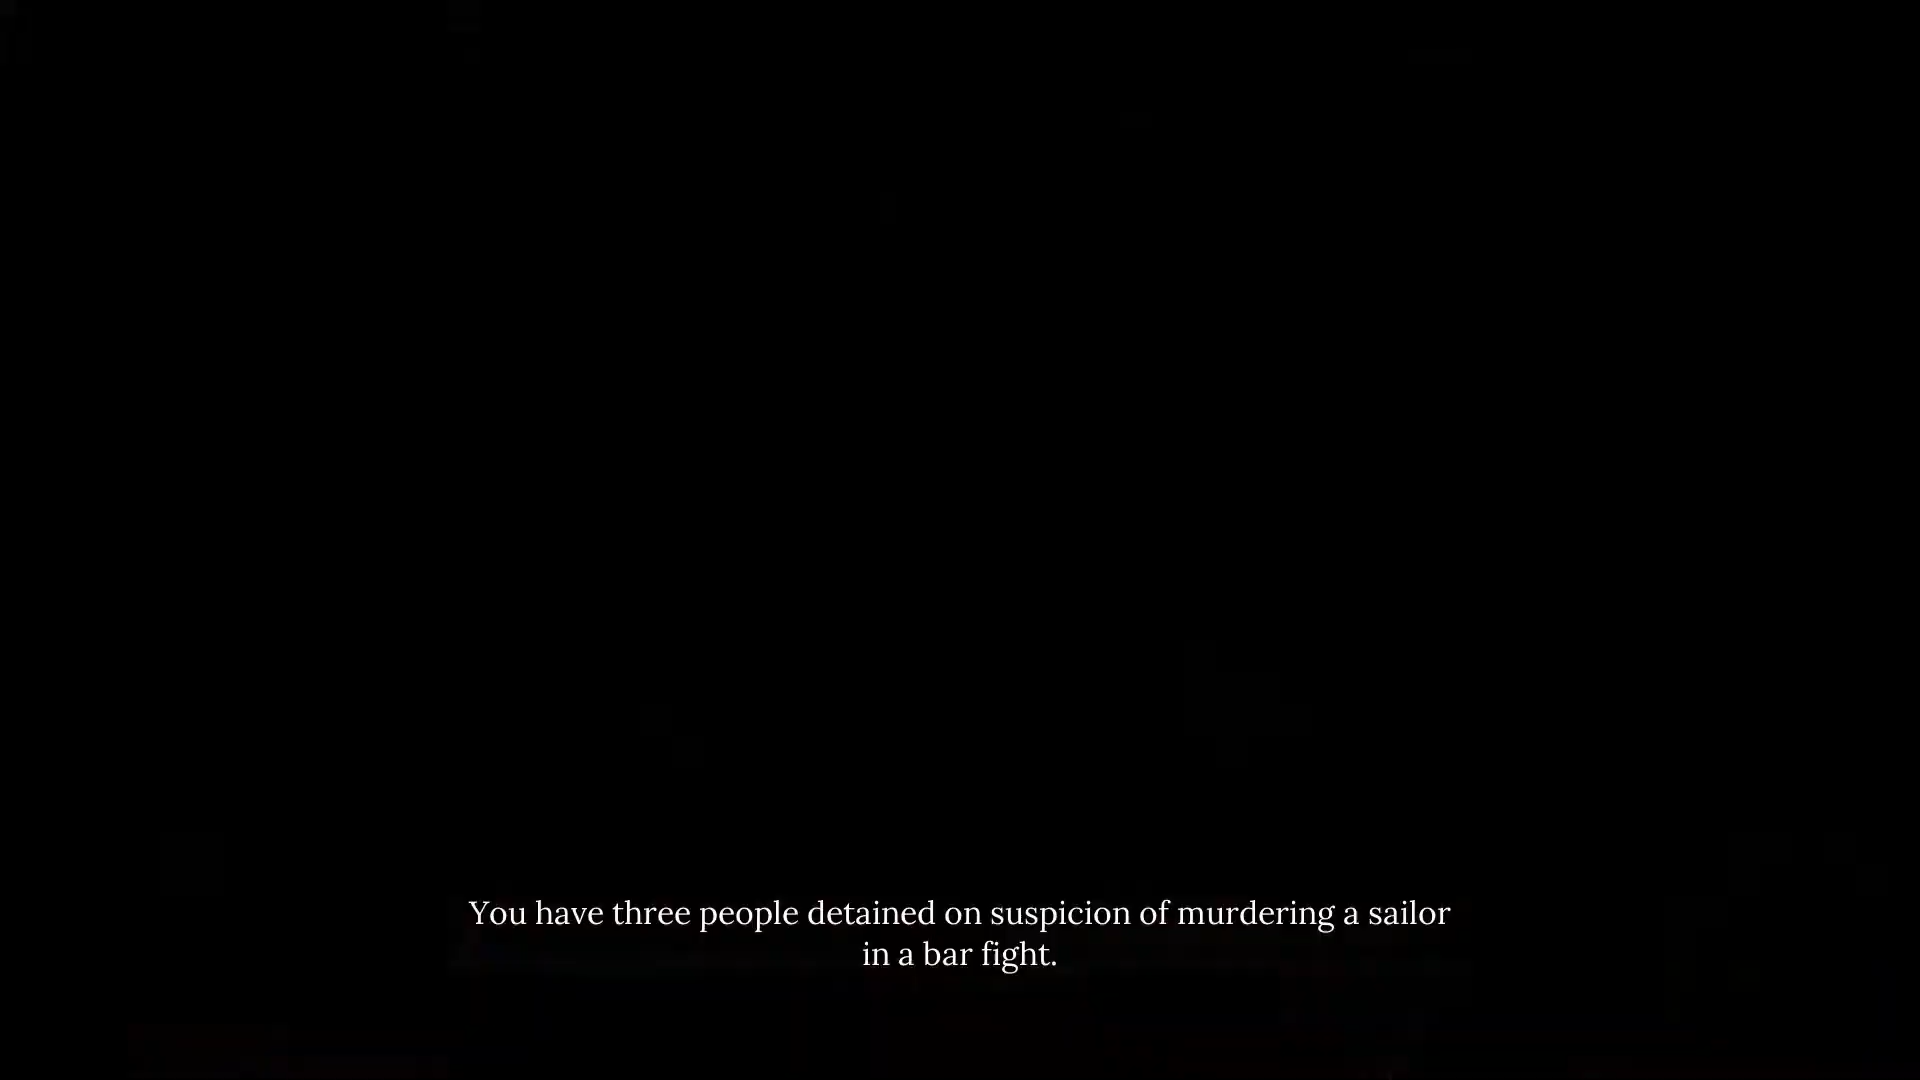 You have three people detained on suspicion of murdering a sailor
in a bar fight.